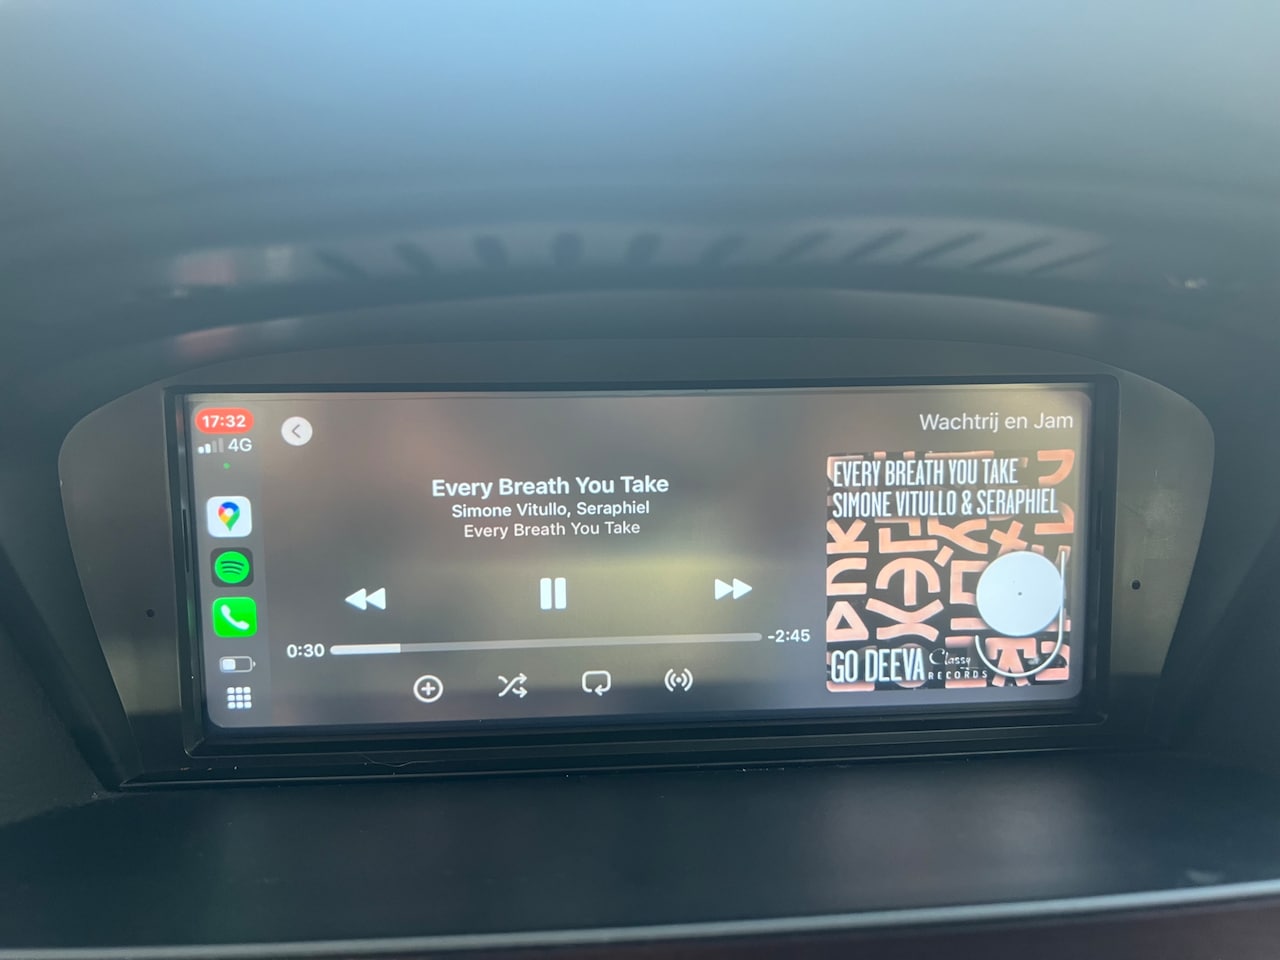 17:32
4G
Wachtrij en Jam
Every Breath You Take
Simone Vitullo, Seraphiel
Every Breath You Take
0:30
-2:45
EVERY BREATH YOU TAKE
SIMONE VITULLO & SERAPHIEL
GO DEEVA
Classy
RECORDS